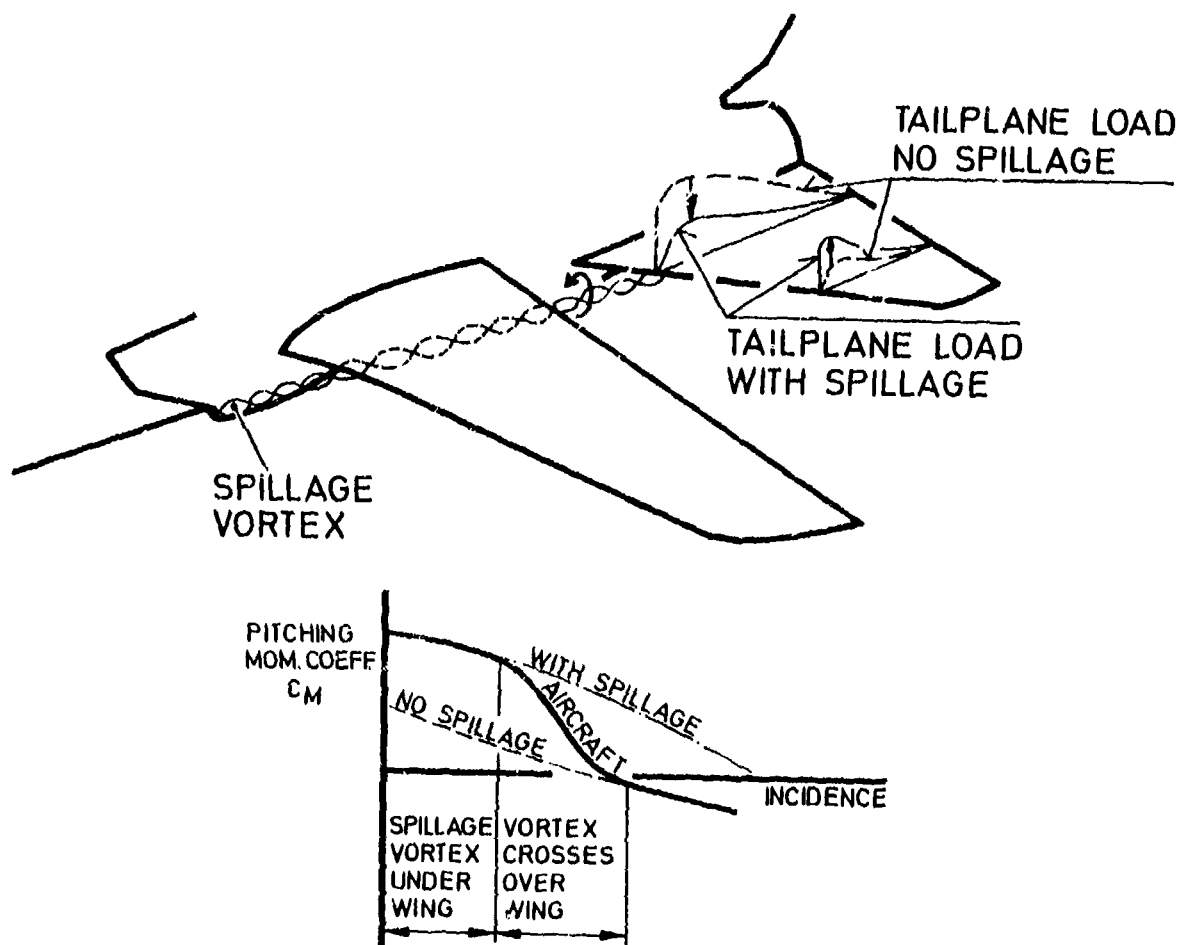 TAILPLANE LOAD
NO SPILLAGE
TAILPLANE LOAD
WITH SPILLAGE
SPILLAGE
VORTEX
PITCHING
MOM. COEFF.
CM
WITH SPILLAGE
AIRCRAFT
NO SPILLAGE
INCIDENCE
SPILLAGE
VORTEX
UNDER
WING
VORTEX
CROSSES
OVER
WING